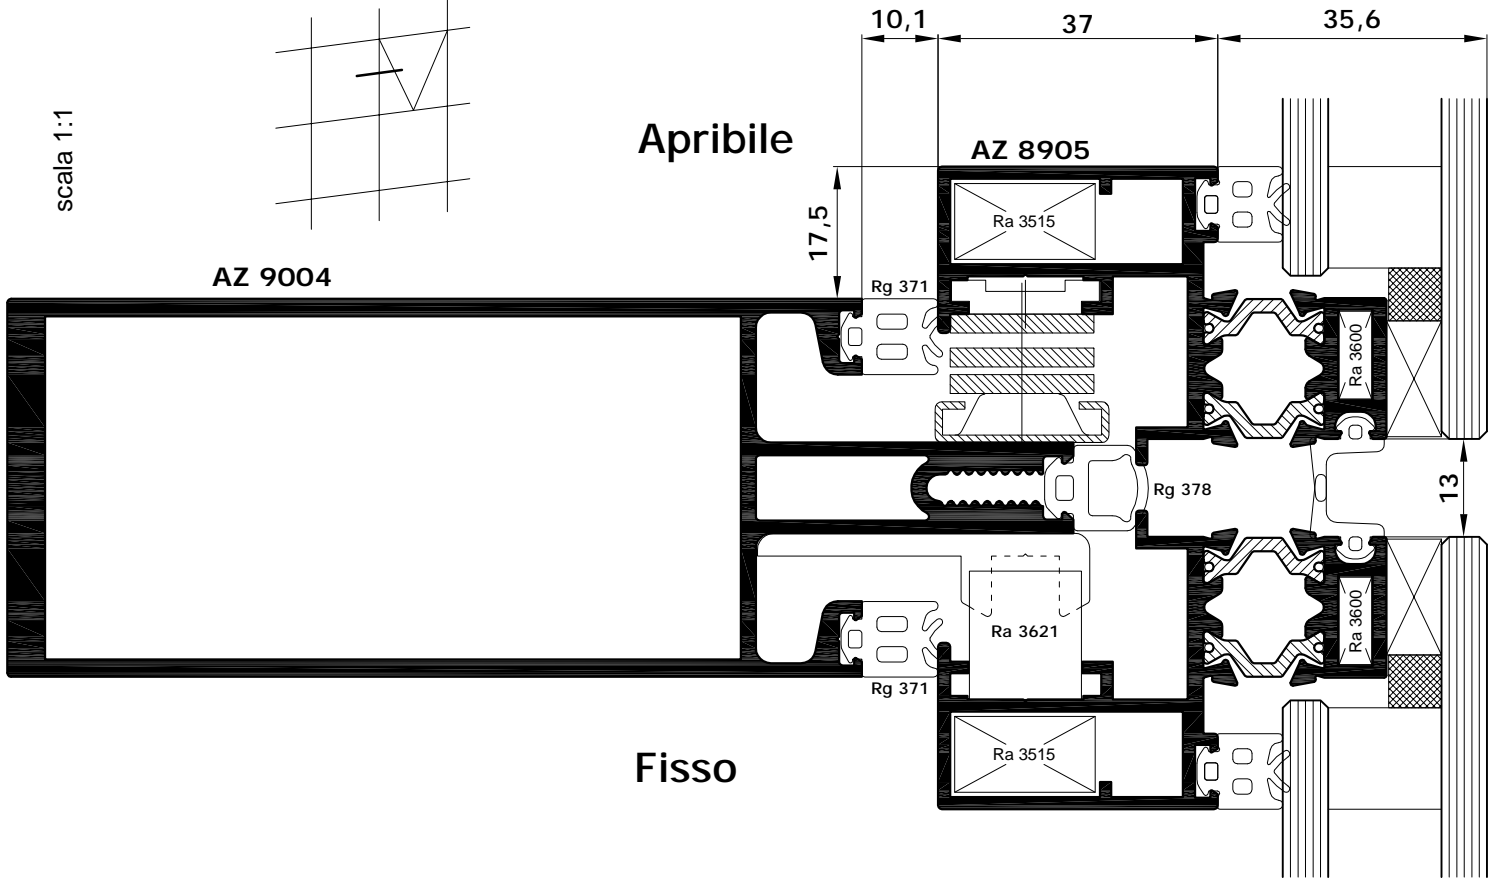 10,1
37
35,6
scala 1:1
Apribile
AZ 8905
17,5
Ra 3515
AZ 9004
Rg 371
Ra 3600
Rg 378
13
Ra 3621
Ra 3600
Rg 371
Fisso
Ra 3515